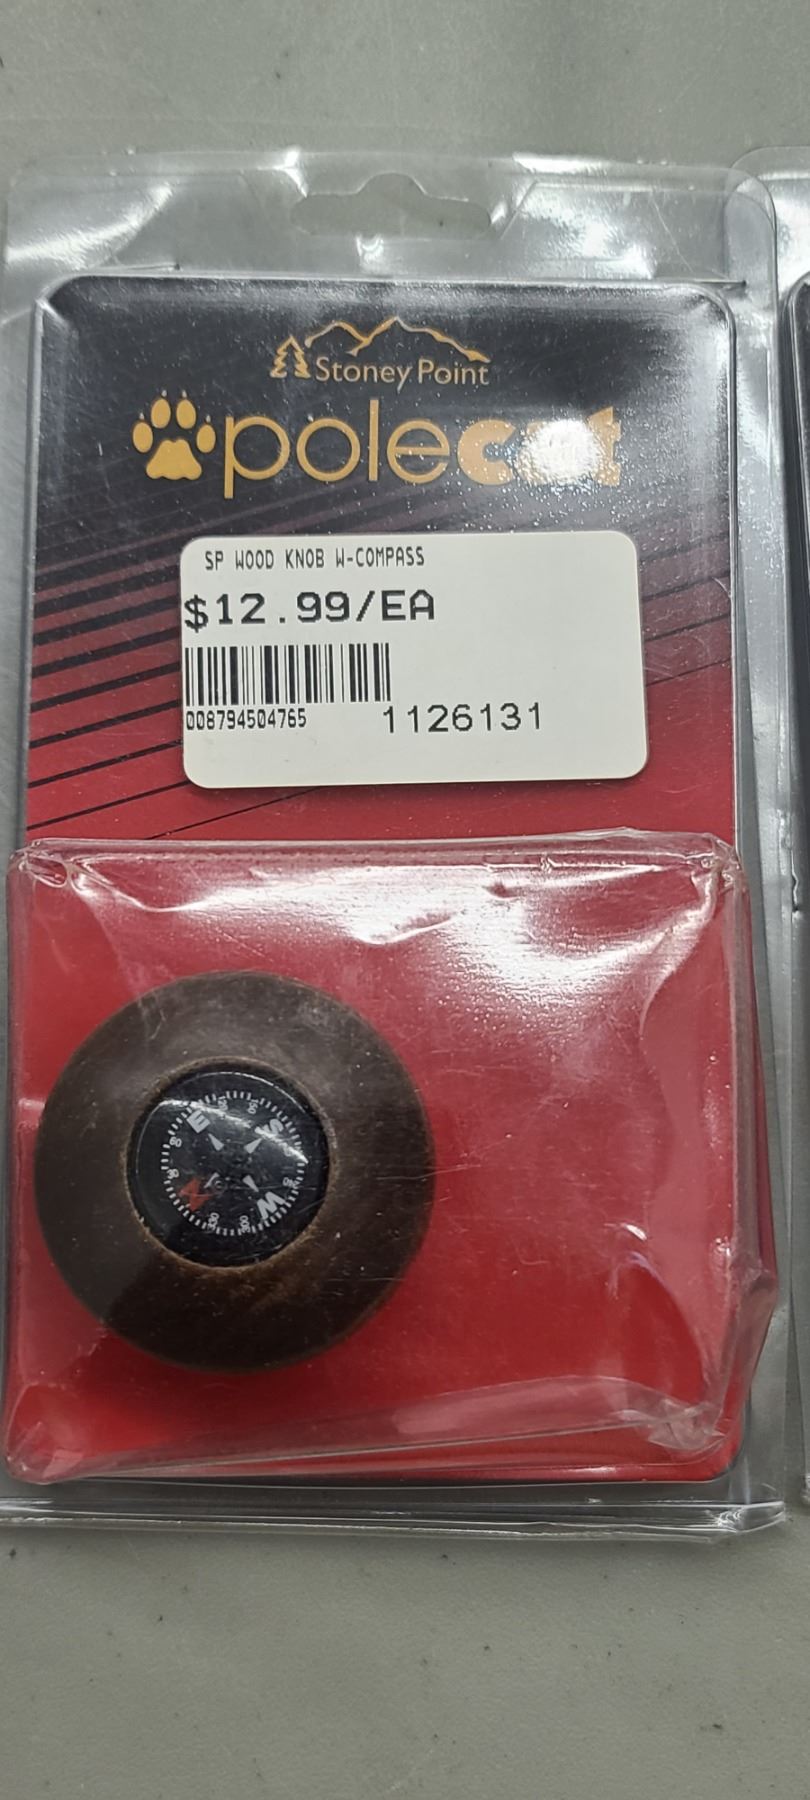 Stoney Point
polecat
SP WOOD KNOB W-COMPASS
$12.99/EA
008794504765 1126131
E S
N W